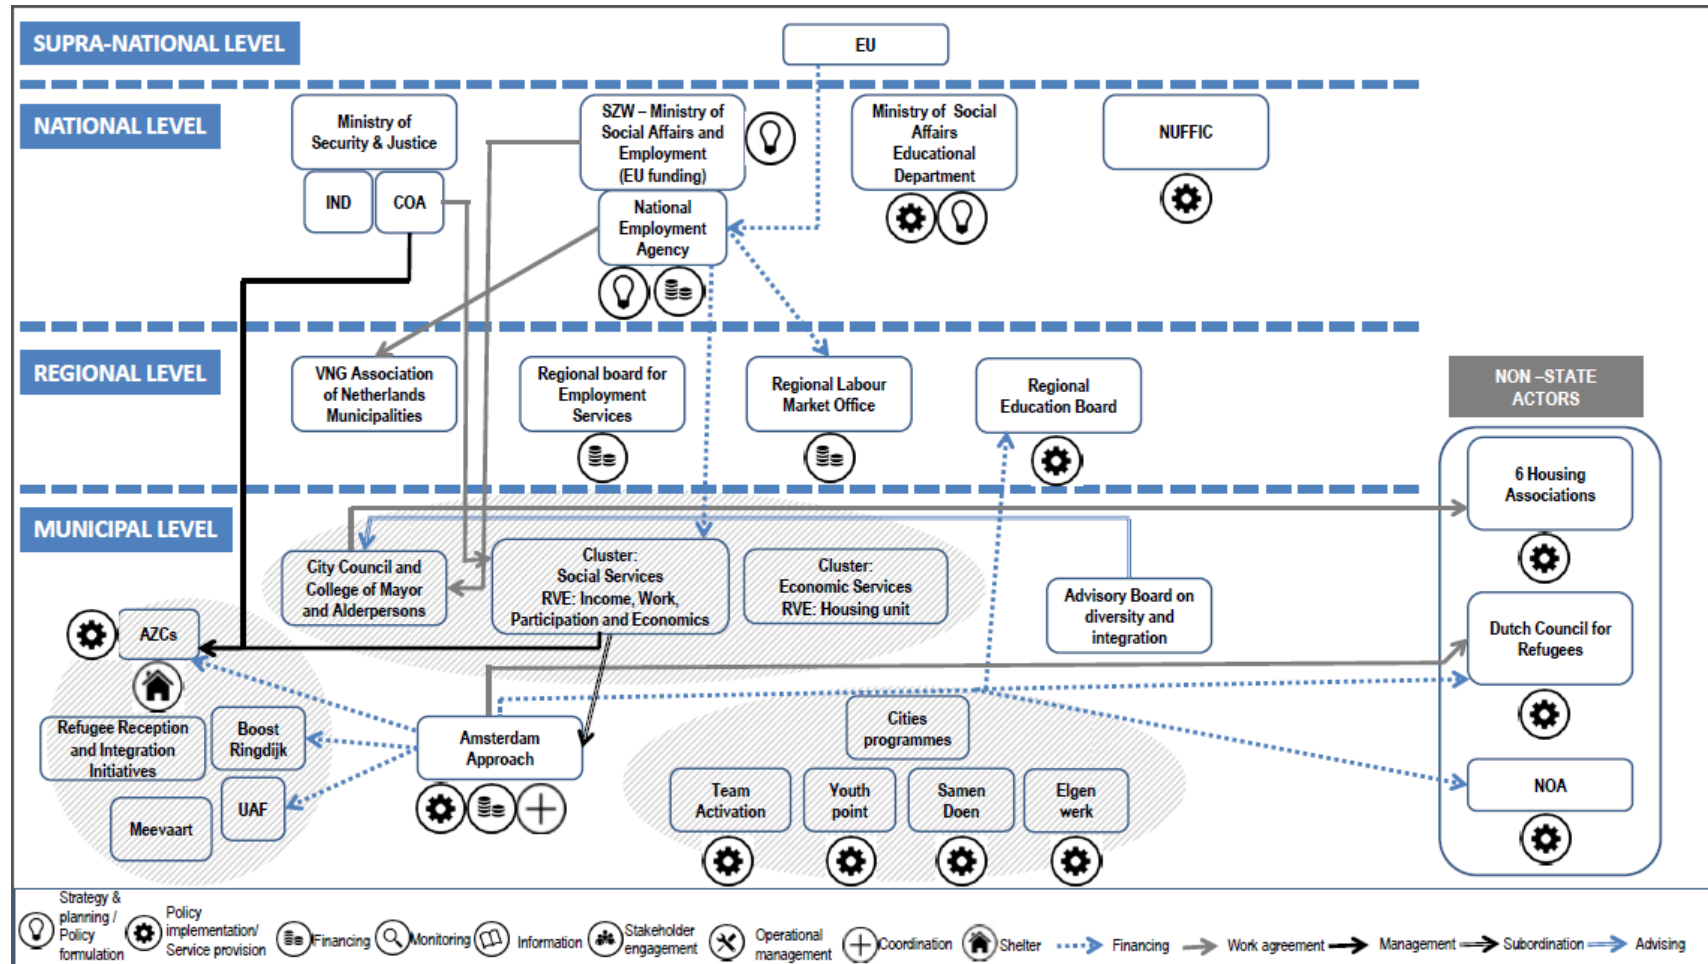 SUPRA-NATIONAL LEVEL
EU
NATIONAL LEVEL
Ministry of
Security & Justice
IND
COA
SZW – Ministry of
Social Affairs and
Employment
(EU funding)
National
Employment
Agency
Ministry of Social
Affairs
Educational
Department
NUFFIC
REGIONAL LEVEL
VNG Association
of Netherlands
Municipalities
Regional board for
Employment
Services
Regional Labour
Market Office
Regional
Education Board
NON –STATE
ACTORS
6 Housing
Associations
Dutch Council for
Refugees
NOA
MUNICIPAL LEVEL
City Council and
College of Mayor
and Alderpersons
Cluster:
Social Services
RVE: Income, Work,
Participation and Economics
Cluster:
Economic Services
RVE: Housing unit
Advisory Board on
diversity and
integration
AZCs
Refugee Reception
and Integration
Initiatives
Boost
Ringdijk
UAF
Meevaart
Amsterdam
Approach
Cities
programmes
Team
Activation
Youth
point
Samen
Doen
Elgen
werk
Strategy &
planning /
Policy
formulation
Policy
implementation/
Service provision
Financing
Monitoring
Information
Stakeholder
engagement
Operational
management
Coordination
Shelter
Financing
Work agreement
Management
Subordination
Advising